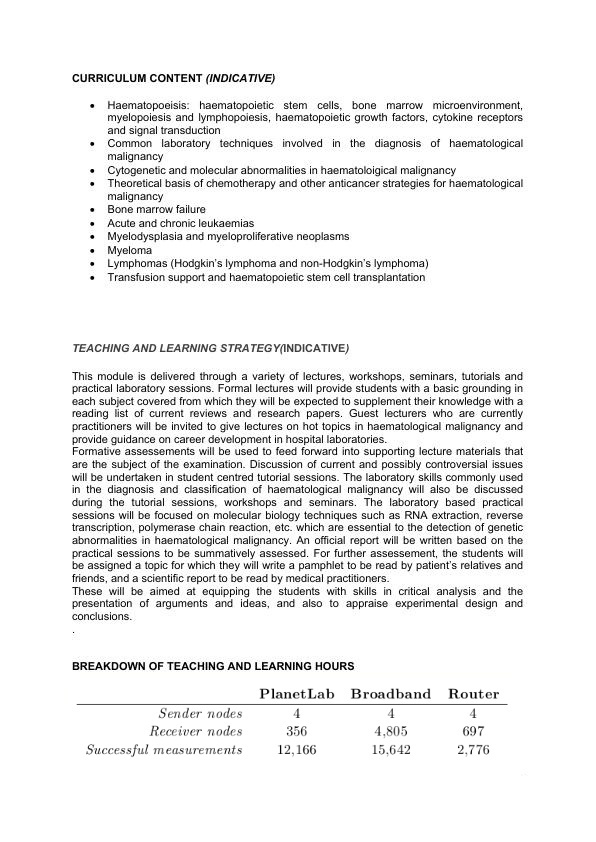 CURRICULUM CONTENT (INDICATIVE)
• Haematopoeisis: haematopoietic stem cells, bone marrow microenvironment,
myelopoiesis and lymphopoiesis, haematopoietic growth factors, cytokine receptors
and signal transduction
• Common laboratory techniques involved in the diagnosis of haematological
malignancy
• Cytogenetic and molecular abnormalities in haematoloigical malignancy
• Theoretical basis of chemotherapy and other anticancer strategies for haematological
malignancy
• Bone marrow failure
• Acute and chronic leukaemias
• Myelodysplasia and myeloproliferative neoplasms
• Myeloma
• Lymphomas (Hodgkin's lymphoma and non-Hodgkin's lymphoma)
• Transfusion support and haematopoietic stem cell transplantation
TEACHING AND LEARNING STRATEGY(INDICATIVE)
This module is delivered through a variety of lectures, workshops, seminars, tutorials and
practical laboratory sessions. Formal lectures will provide students with a basic grounding in
each subject covered from which they will be expected to supplement their knowledge with a
reading list of current reviews and research papers. Guest lecturers who are currently
practitioners will be invited to give lectures on hot topics in haematological malignancy and
provide guidance on career development in hospital laboratories.
Formative assessements will be used to feed forward into supporting lecture materials that
are the subject of the examination. Discussion of current and possibly controversial issues
will be undertaken in student centred tutorial sessions. The laboratory skills commonly used
in the diagnosis and classification of haematological malignancy will also be discussed
during the tutorial sessions, workshops and seminars. The laboratory based practical
sessions will be focused on molecular biology techniques such as RNA extraction, reverse
transcription, polymerase chain reaction, etc. which are essential to the detection of genetic
abnormalities in haematological malignancy. An official report will be written based on the
practical sessions to be summatively assessed. For further assessement, the students will
be assigned a topic for which they will write a pamphlet to be read by patient's relatives and
friends, and a scientific report to be read by medical practitioners.
These will be aimed at equipping the students with skills in critical analysis and the
presentation of arguments and ideas, and also to appraise experimental design and
conclusions.
.
BREAKDOWN OF TEACHING AND LEARNING HOURS
PlanetLab Broadband Router
Sender nodes 4 4 4
Receiver nodes 356 4,805 697
Successful measurements 12,166 15,642 2,776